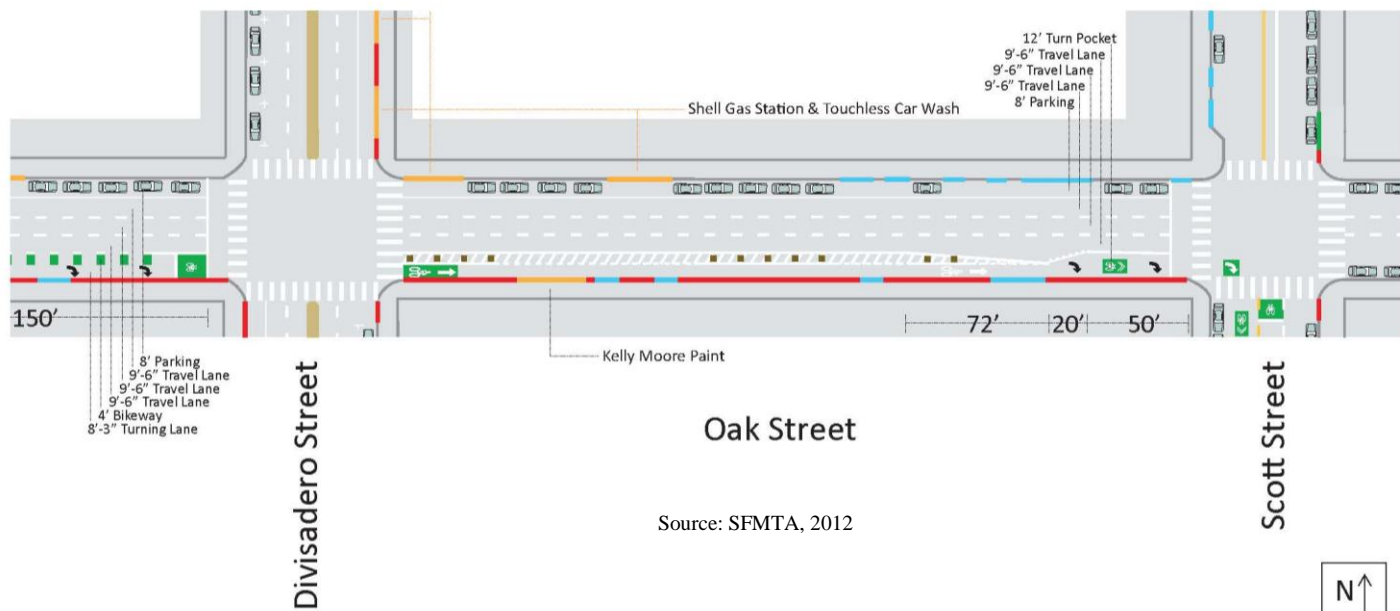 12' Turn Pocket
9'-6" Travel Lane
9'-6" Travel Lane
9'-6" Travel Lane
8' Parking
Shell Gas Station & Touchless Car Wash
150'
72'
20'
50'
8' Parking
9'-6" Travel Lane
9'-6" Travel Lane
9'-6" Travel Lane
4' Bikeway
8'-3" Turning Lane
Kelly Moore Paint
Divisadero Street
Oak Street
Scott Street
Source: SFMTA, 2012
N